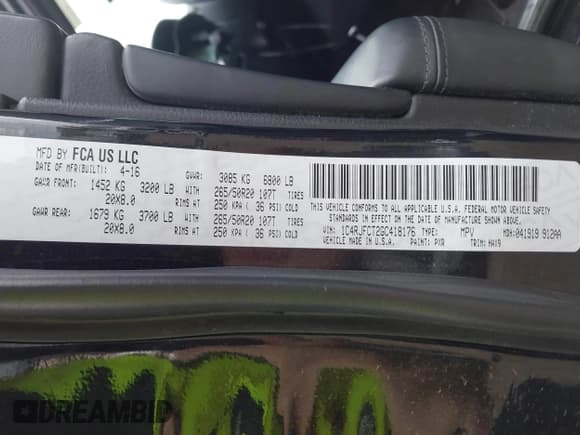 MFD BY FCA US LLC
DATE OF MFR(BUILT): 4-16 GVWR: 3085 KG 6800 LB
GAWR FRONT: 1452 KG 3200 LB WITH 265/50R20 107T TIRES
20X8.0 RIMS AT 250 KPA( 36 PSI) COLD
GAWR REAR: 1679 KG 3700 LB WITH 265/50R20 107T TIRES
20X8.0 RIMS AT 250 KPA( 36 PSI) COLD
THIS VEHICLE CONFORMS TO ALL APPLICABLE
U.S.A. FEDERAL MOTOR VEHICLE SAFETY
STANDARDS IN EFFECT ON THE DATE OF MANUFACTURE SHOWN ABOVE.
VEHICLE MADE IN U.S.A.
VIN: 1C4RJFCT2GC418176 TYPE: MPV MDH:041919 912AA
PAINT: PXR TRIM: HAX9
DREAMBID